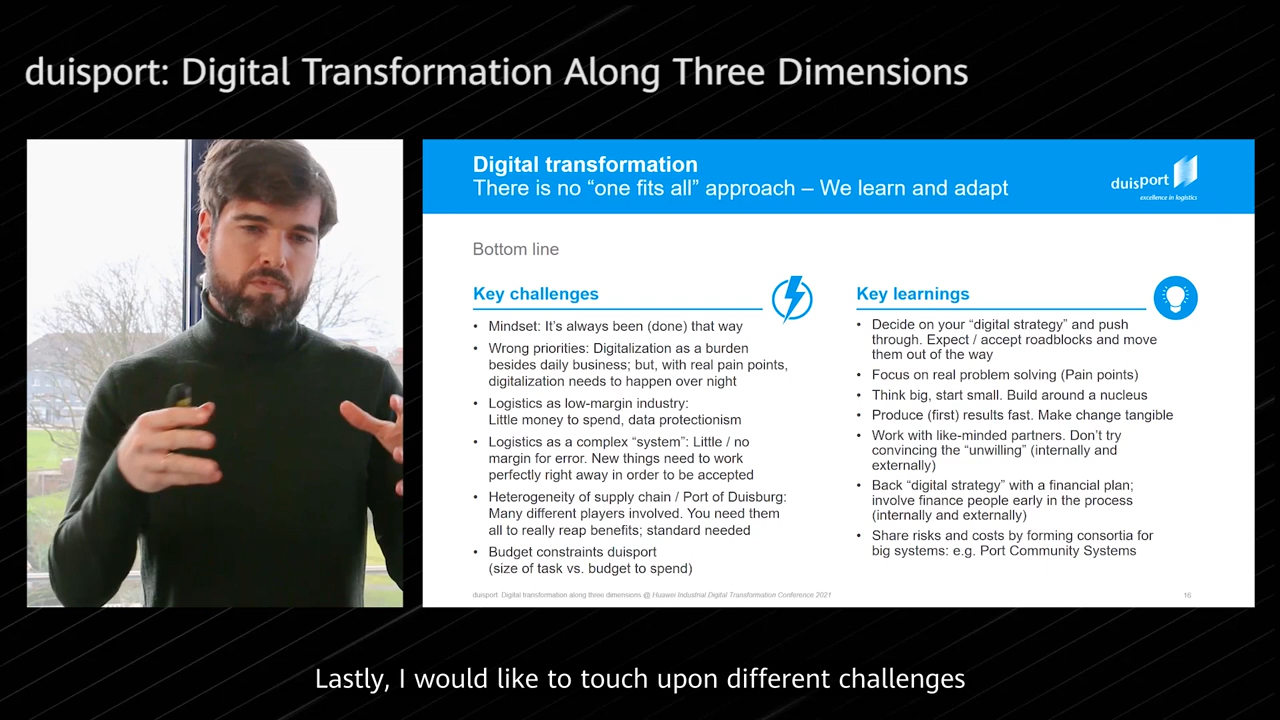 duisport: Digital Transformation Along Three Dimensions
Digital transformation
There is no “one fits all” approach – We learn and adapt
duisport
excellence in logistics
Bottom line
Key challenges
• Mindset: It’s always been (done) that way
• Wrong priorities: Digitalization as a burden
besides daily business; but, with real pain points,
digitalization needs to happen over night
• Logistics as low-margin industry:
Little money to spend, data protectionism
• Logistics as a complex “system”: Little / no
margin for error. New things need to work
perfectly right away in order to be accepted
• Heterogeneity of supply chain / Port of Duisburg:
Many different players involved. You need them
all to really reap benefits; standard needed
• Budget constraints duisport
(size of task vs. budget to spend)
Key learnings
• Decide on your “digital strategy” and push
through. Expect / accept roadblocks and move
them out of the way
• Focus on real problem solving (Pain points)
• Think big, start small. Build around a nucleus
• Produce (first) results fast. Make change tangible
• Work with like-minded partners. Don’t try
convincing the “unwilling” (internally and
externally)
• Back “digital strategy” with a financial plan;
involve finance people early in the process
(internally and externally)
• Share risks and costs by forming consortia for
big systems: e.g. Port Community Systems
duisport: Digital transformation along three dimensions @ Huawei Industrial Digital Transformation Conference 2021
16
Lastly, I would like to touch upon different challenges